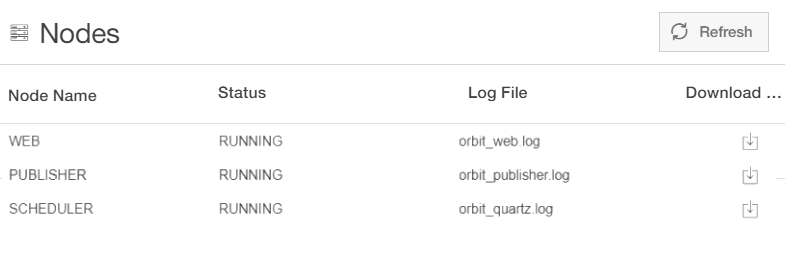 Nodes
Refresh
Node Name Status Log File Download ...
WEB RUNNING orbit_web.log
PUBLISHER RUNNING orbit_publisher.log
SCHEDULER RUNNING orbit_quartz.log